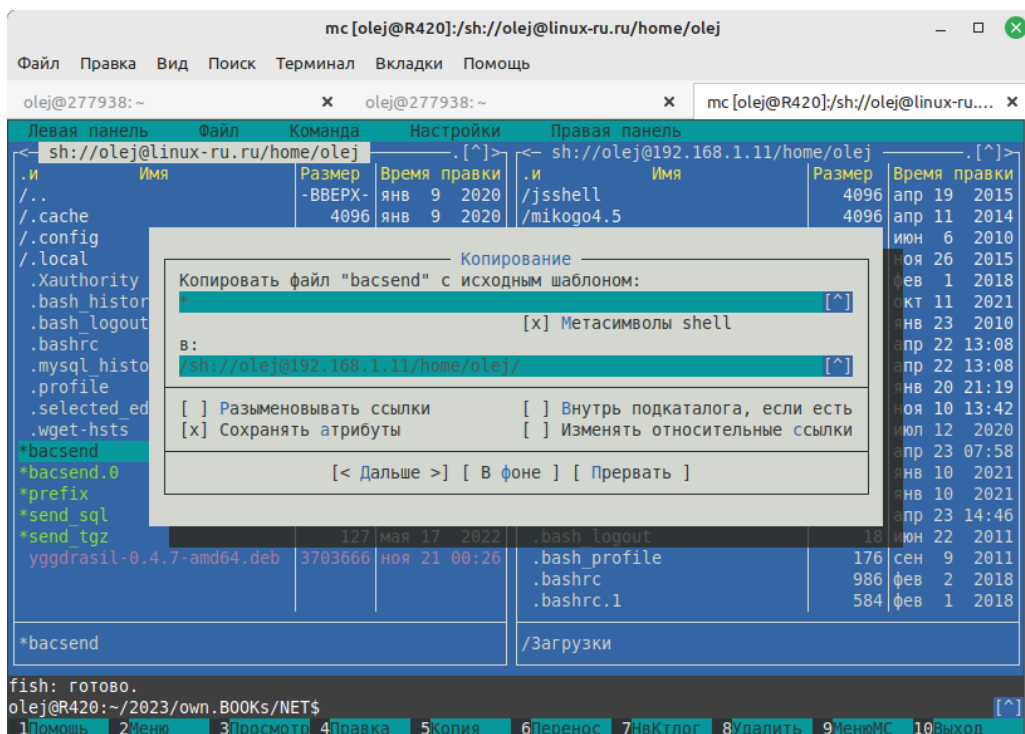 mc [olej@R420]:/sh://olej@linux-ru.ru/home/olej
Файл Правка Вид Поиск Терминал Вкладки Помощь
olej@277938: ~ × olej@277938: ~ × mc [olej@R420]:/sh://olej@linux-ru.… ×
Левая панель Файл Команда Настройки Правая панель
<— sh://olej@linux-ru.ru/home/olej .[^]> <— sh://olej@192.168.1.11/home/olej .[^]>
.и Имя Размер Время правки .и Имя Размер Время правки
/.. -ВВЕРХ- янв 9 2020 /jsshell 4096 апр 19 2015
/.cache 4096 янв 9 2020 /mikogo4.5 4096 апр 11 2014
/.config июн 6 2010
/.local Копирование ноя 26 2015
.Xauthority Копировать файл "bacsend" с исходным шаблоном: фев 1 2018
.bash_histor * [^] окт 11 2021
.bash_logout [x] Метасимволы shell янв 23 2010
.bashrc в: апр 22 13:08
.mysql_histo /sh://olej@192.168.1.11/home/olej/ [^] апр 22 13:08
.profile янв 20 21:19
.selected_ed [ ] Разыменовывать ссылки [ ] Внутрь подкаталога, если есть ноя 10 13:42
.wget-hsts [x] Сохранять атрибуты [ ] Изменять относительные ссылки июл 12 2020
*bacsend апр 23 07:58
*bacsend.0 [< Дальше >] [ В фоне ] [ Прервать ] янв 10 2021
*prefix янв 10 2021
*send_sql апр 23 14:46
*send_tgz 127 мая 17 2022 .bash_logout 18 июн 22 2011
yggdrasil-0.4.7-amd64.deb 3703666 ноя 21 00:26 .bash_profile 176 сен 9 2011
.bashrc 986 фев 2 2018
.bashrc.1 584 фев 1 2018
*bacsend /Загрузки
fish: готово.
olej@R420:~/2023/own.BOOKs/NET$ [^]
1Помощь 2Меню 3Просмотр 4Правка 5Копия 6Перенос 7НвКтлог 8Удалить 9МенюMC 10Выход